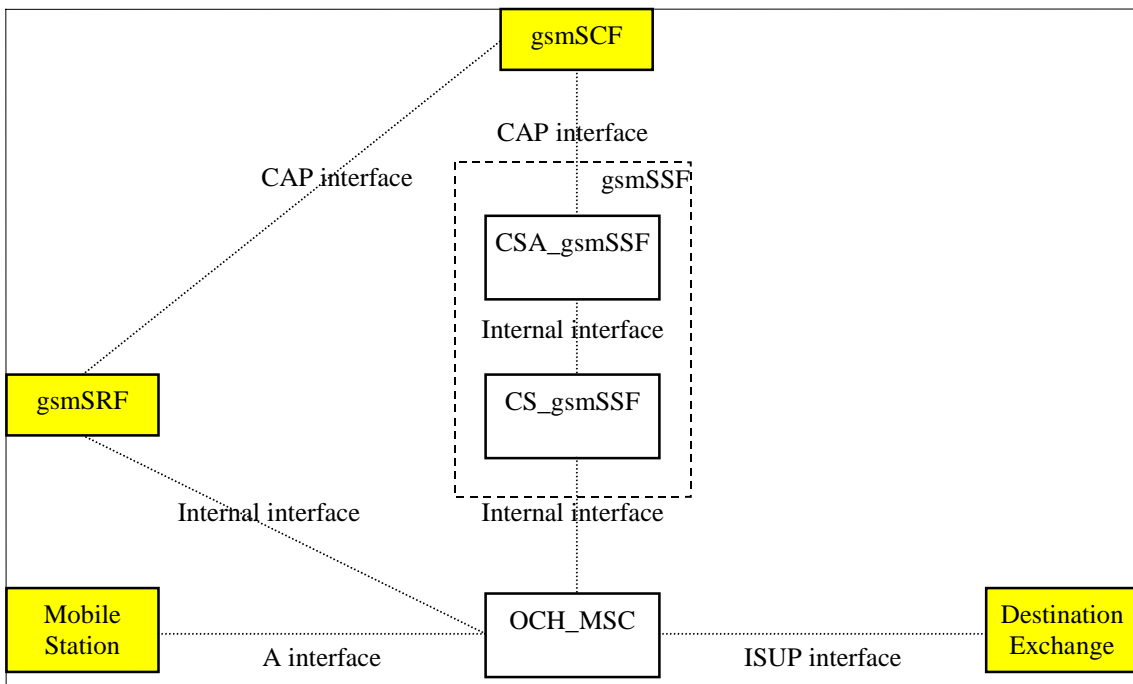 gsmSCF
CAP interface
CAP interface
gsmSSF
CSA_gsmSSF
Internal interface
gsmSRF
CS_gsmSSF
Internal interface
Internal interface
Mobile
Station
OCH_MSC
Destination
Exchange
A interface
ISUP interface